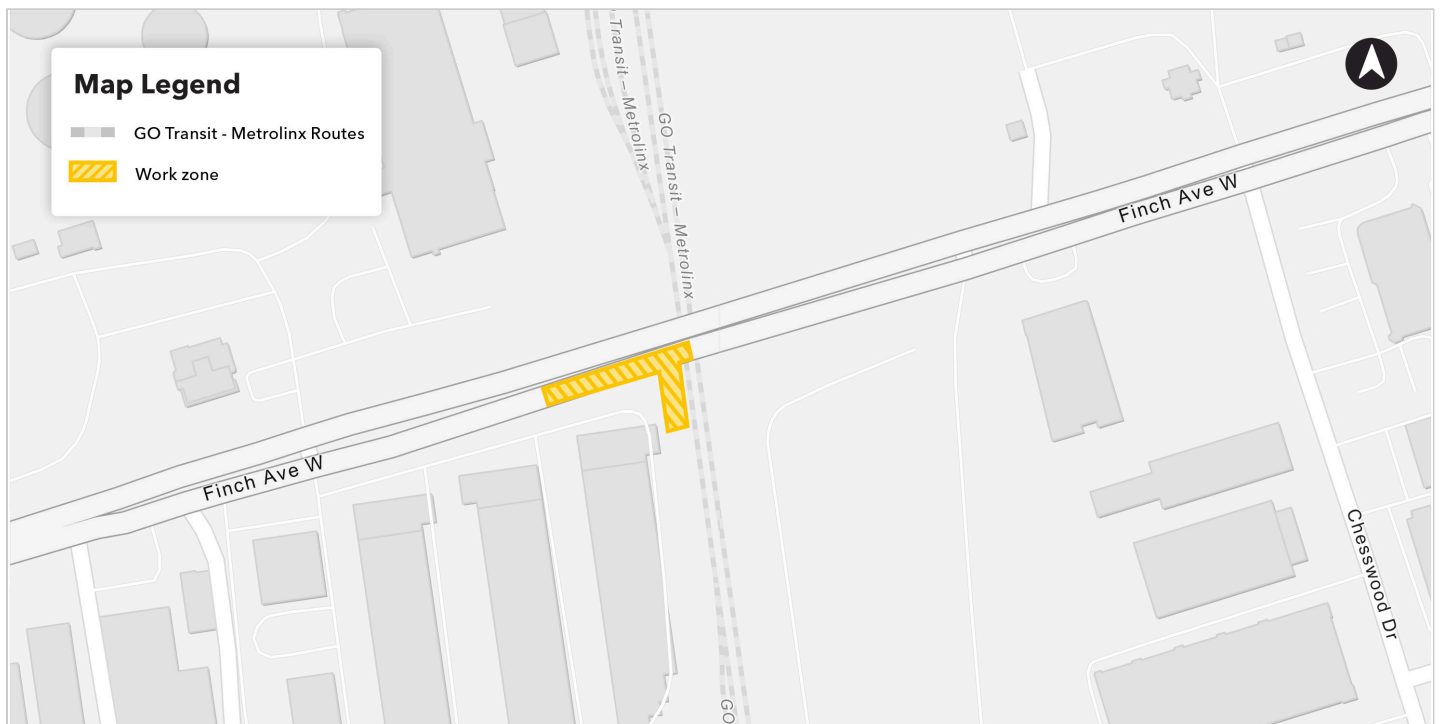 Map Legend
GO Transit - Metrolinx Routes
Work zone
Transit – Metrolinx
GO Transit – Metrolinx
Finch Ave W
Finch Ave W
Chesswood Dr
GO